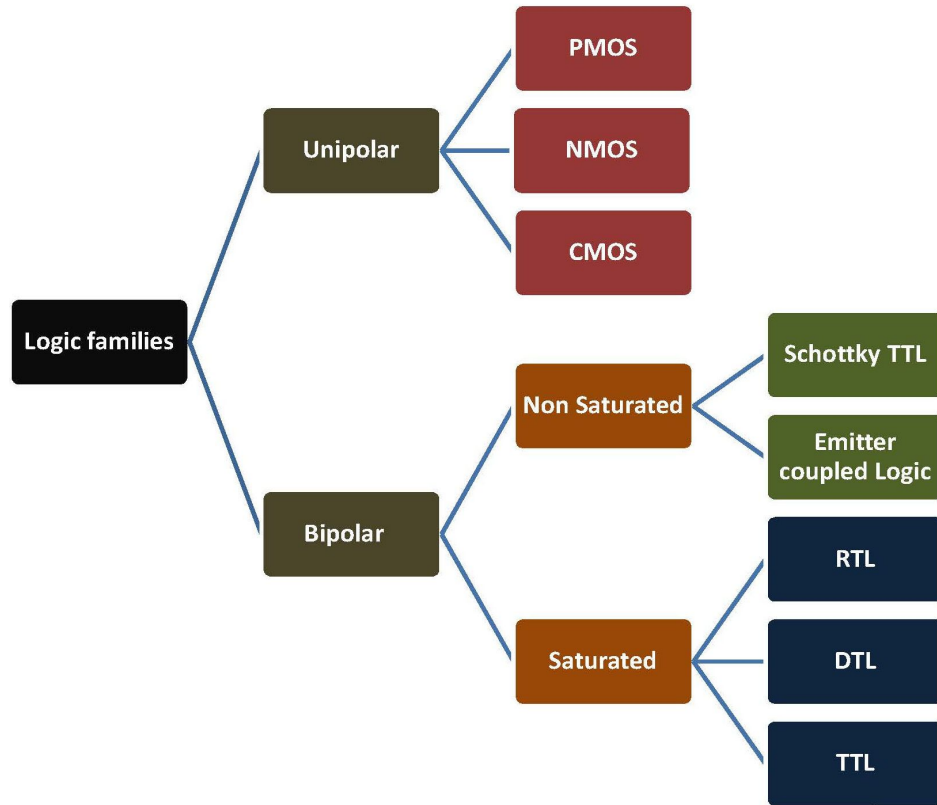 PMOS
Unipolar
NMOS
CMOS
Logic families
Schottky TTL
Non Saturated
Emitter
coupled Logic
Bipolar
RTL
Saturated
DTL
TTL